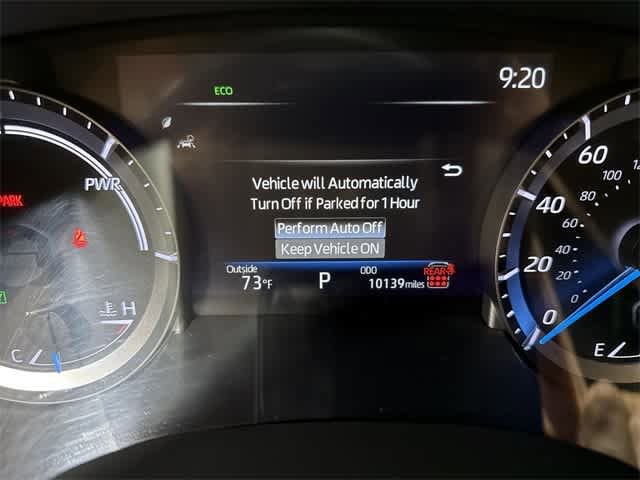 ECO
9:20
PWR
PARK
H
C
Vehicle will Automatically
Turn Off if Parked for 1 Hour
Perform Auto Off
Keep Vehicle ON
Outside
73°F
P
ODO
10139 miles
REAR
60
40
20
0
100
80
60
40
20
0
E